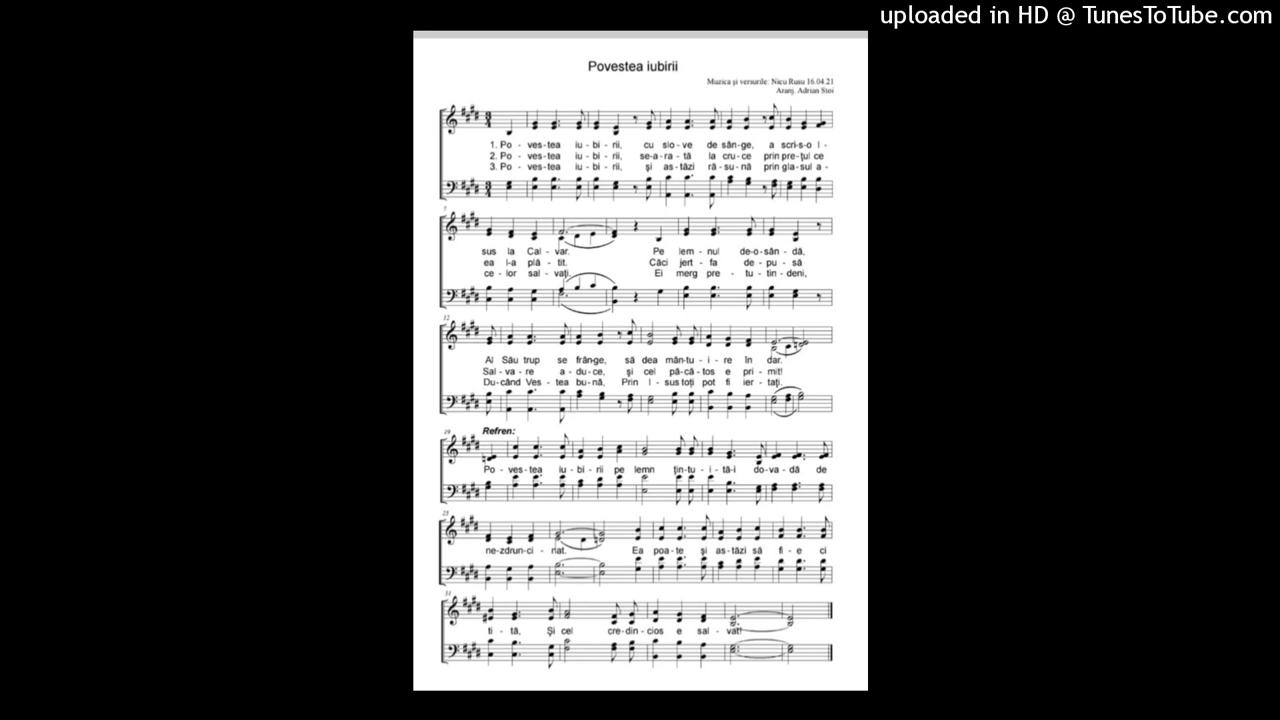 uploaded in HD @ TunesToTube.com
Povestea iubirii
Muzica și versurile: Nicu Rusu 16.04.21
Aranj. Adrian Stoi
1. Po - ves-tea iu-bi-rii, cu slo-ve de sân-ge, a scri-s-o I-
2. Po - ves-tea iu-bi-rii, se-a-ra-tă la cru-ce prin pre-țul ce
3. Po - ves-tea iu-bi-rii, și as-tăzi ră-su-nă prin gla-sul a-
7
sus la Cal-var. Pe lem-nul de-o-sân-dă,
ea l-a plă-tit. Căci jert-fa de-pu-să
ce-lor sal-vați. Ei merg pre-tu-tin-deni,
12
Al Său trup se frân-ge, să dea mân-tu-i-re în dar.
Sal-va-re a-du-ce, și cel pă-că-tos e pri-mit!
Du-când Ves-tea bu-nă, Prin I-sus toți pot fi ier-tați.
19
Refren:
Po-ves-tea iu-bi-rii pe lemn țin-tu-i-tă-i do-va-dă de
25
ne-zdrun-ci-nat. Ea poa-te și as-tăzi să fi-e ci
31
ti-tă, Și cel cre-din-cios e sal-vat!